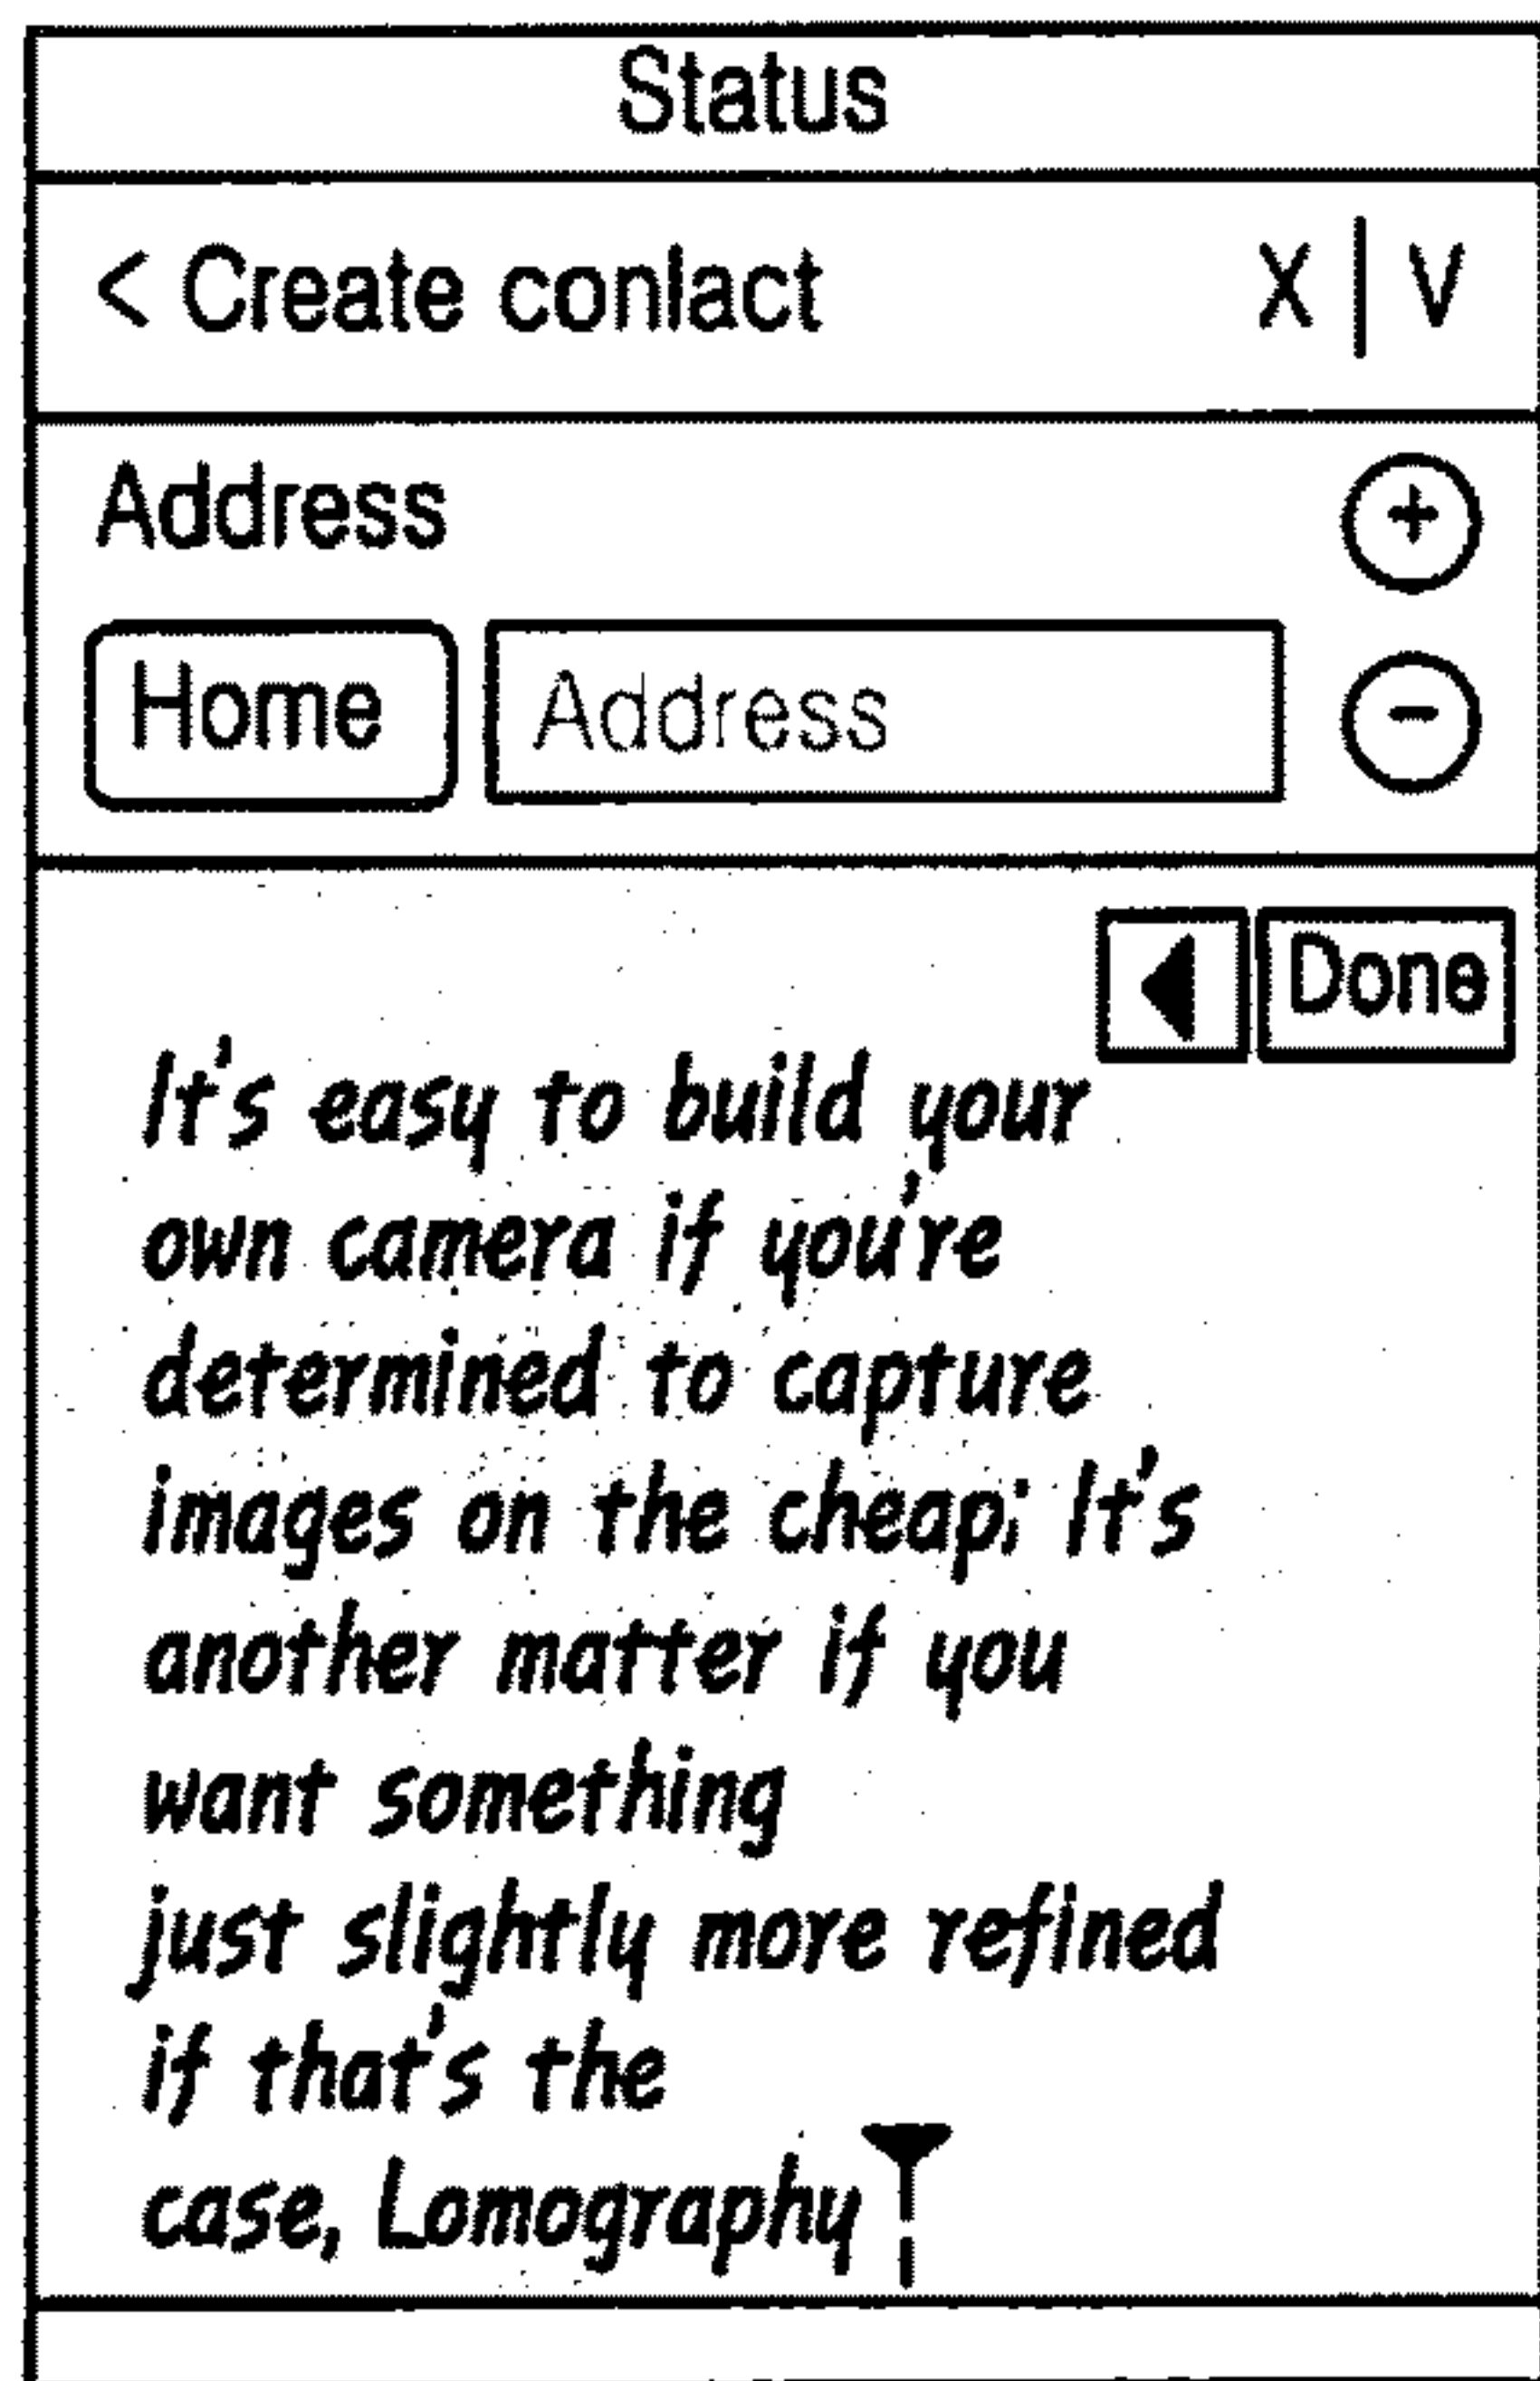 Status
< Create conlact X | V
Address +
Home Address -
Done
It's easy to build your
own camera if you're
determined to capture
images on the cheap; It's
another matter if you
want something
just slightly more refined
if that's the
case, Lomography